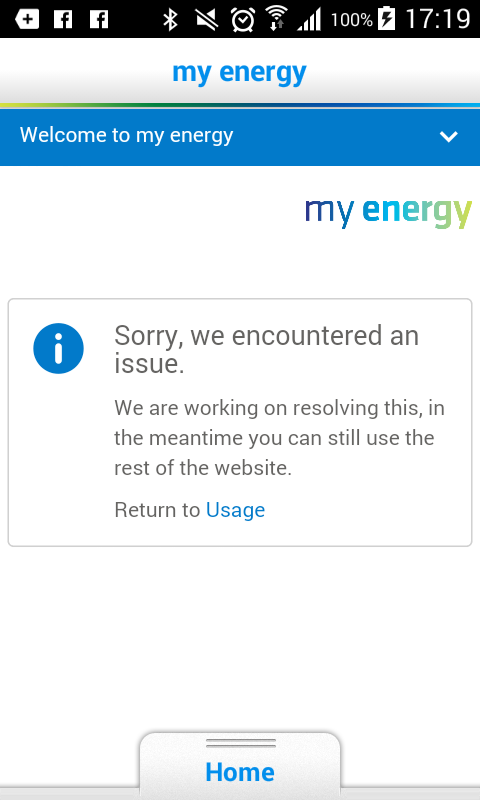 100% 17:19
my energy
Welcome to my energy
my energy
Sorry, we encountered an
issue.
We are working on resolving this, in
the meantime you can still use the
rest of the website.
Return to Usage
Home